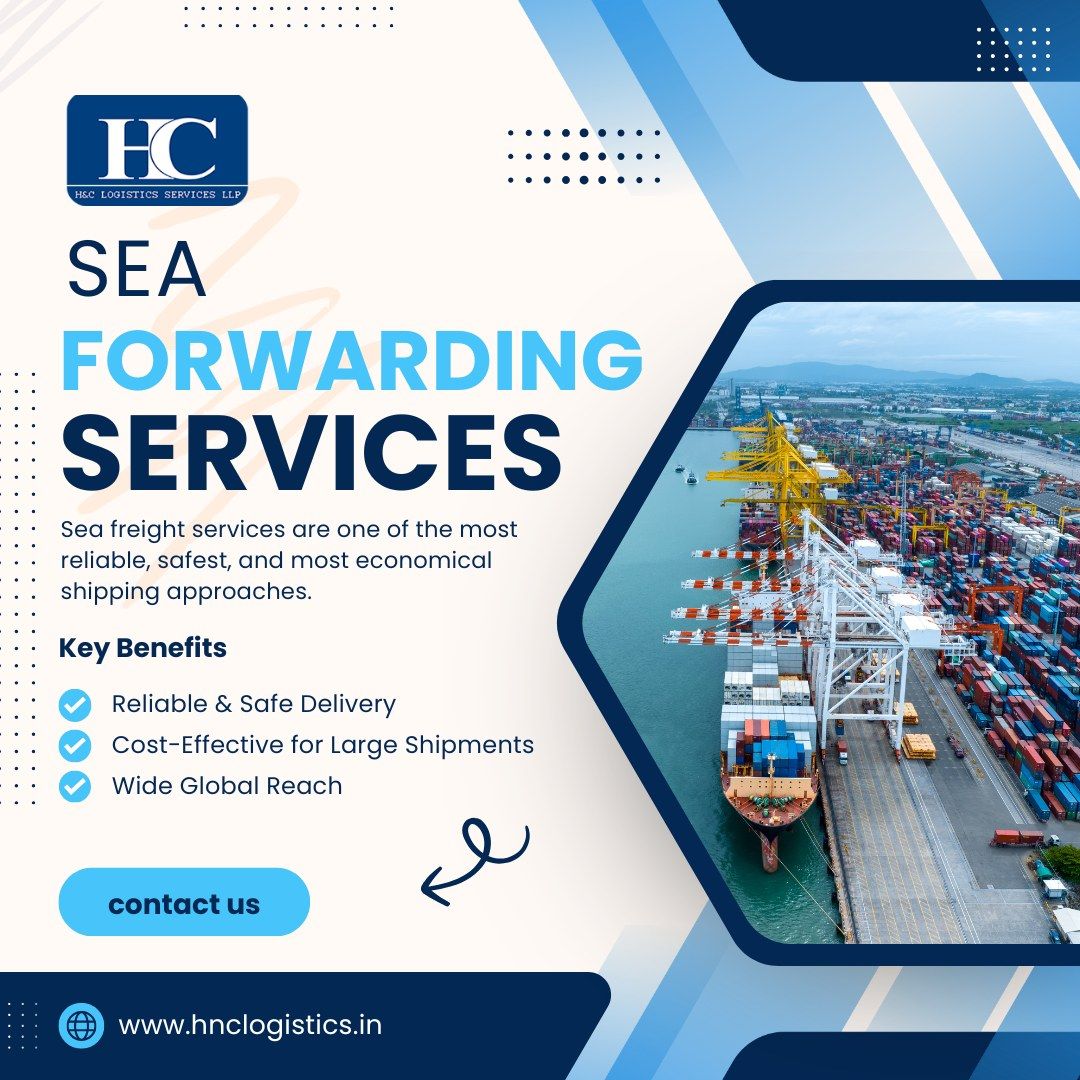 HC
H&C LOGISTICS SERVICES LLP
SEA
FORWARDING
SERVICES
Sea freight services are one of the most
reliable, safest, and most economical
shipping approaches.
Key Benefits
Reliable & Safe Delivery
Cost-Effective for Large Shipments
Wide Global Reach
contact us
www.hnclogistics.in